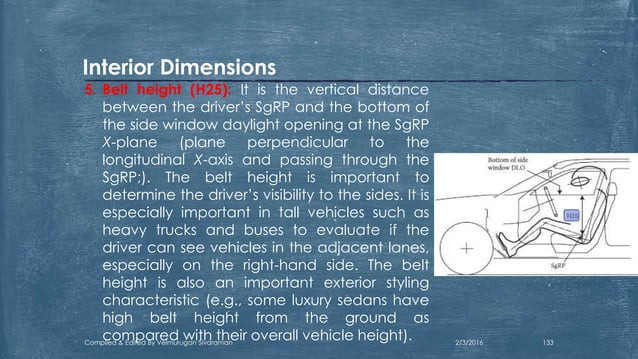 Interior Dimensions
5. Belt height (H25): It is the vertical distance
between the driver's SgRP and the bottom of
the side window daylight opening at the SgRP
X-plane (plane perpendicular to the
longitudinal X-axis and passing through the
SgRP;). The belt height is important to
determine the driver's visibility to the sides. It is
especially important in tall vehicles such as
heavy trucks and buses to evaluate if the
driver can see vehicles in the adjacent lanes,
especially on the right-hand side. The belt
height is also an important exterior styling
characteristic (e.g., some luxury sedans have
high belt height from the ground as
compared with their overall vehicle height).
Bottom of side
window DLO
H25
SgRP
Compiled & Edited By Velmurugan Sivaraman
2/3/2016
133